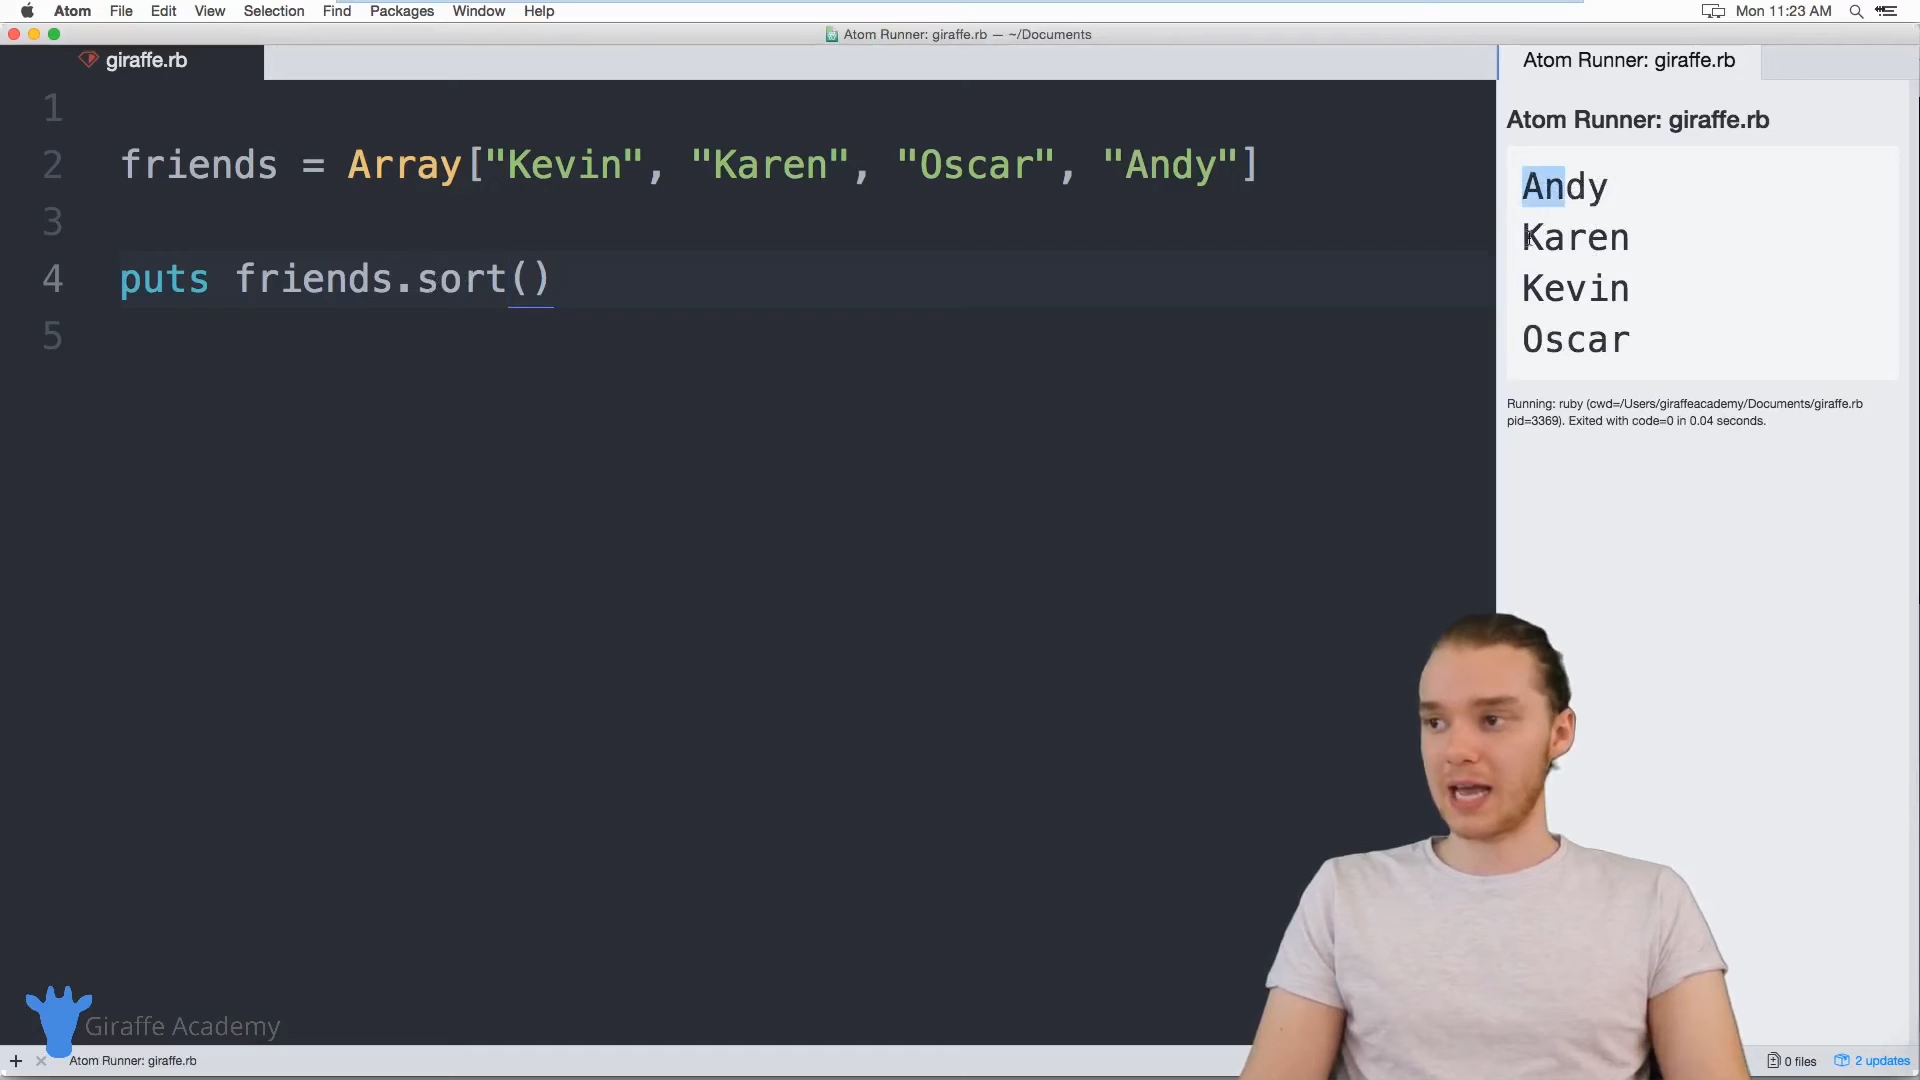 Atom File Edit View Selection Find Packages Window Help Mon 11:23 AM
Atom Runner: giraffe.rb — ~/Documents
giraffe.rb
Atom Runner: giraffe.rb
1
2 friends = Array["Kevin", "Karen", "Oscar", "Andy"]
3
4 puts friends.sort()
5
Atom Runner: giraffe.rb
Andy
Karen
Kevin
Oscar
Running: ruby (cwd=/Users/giraffeacademy/Documents/giraffe.rb
pid=3369). Exited with code=0 in 0.04 seconds.
Giraffe Academy
Atom Runner: giraffe.rb
0 files 2 updates